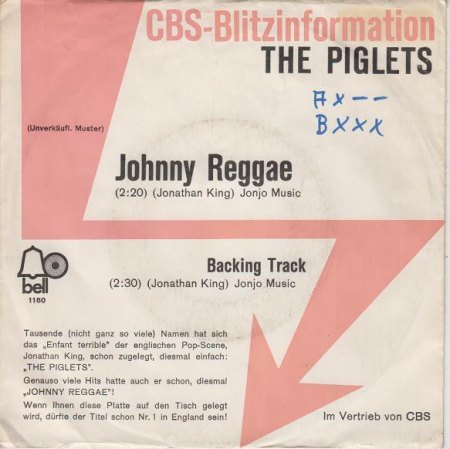 CBS-Blitzinformation
THE PIGLETS
Ax--
Bxxx
(Unverkäufl. Muster)
Johnny Reggae
(2:20) (Jonathan King) Jonjo Music
Backing Track
(2:30) (Jonathan King) Jonjo Music
bell
1160
Tausende (nicht ganz so viele) Namen hat sich
das „Enfant terrible" der englischen Pop-Scene,
Jonathan King, schon zugelegt, diesmal einfach:
„THE PIGLETS".
Genauso viele Hits hatte auch er schon, diesmal
„JOHNNY REGGAE"!
Wenn Ihnen diese Platte auf den Tisch gelegt
wird, dürfte der Titel schon Nr. 1 in England sein!
Im Vertrieb von CBS